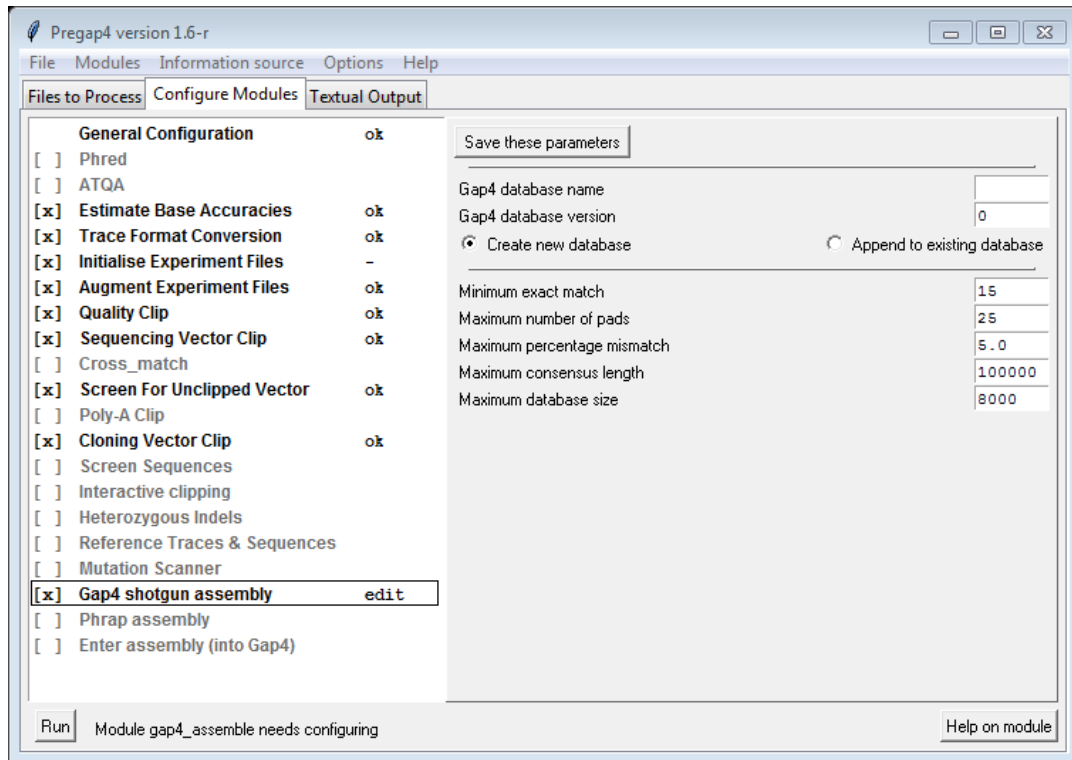 Pregap4 version 1.6-r
File Modules Information source Options Help
Files to Process Configure Modules Textual Output
General Configuration ok
[ ] Phred
[ ] ATQA
[x] Estimate Base Accuracies ok
[x] Trace Format Conversion ok
[x] Initialise Experiment Files -
[x] Augment Experiment Files ok
[x] Quality Clip ok
[x] Sequencing Vector Clip ok
[ ] Cross_match
[x] Screen For Unclipped Vector ok
[ ] Poly-A Clip
[x] Cloning Vector Clip ok
[ ] Screen Sequences
[ ] Interactive clipping
[ ] Heterozygous Indels
[ ] Reference Traces & Sequences
[ ] Mutation Scanner
[x] Gap4 shotgun assembly edit
[ ] Phrap assembly
[ ] Enter assembly (into Gap4)
Save these parameters
Gap4 database name
Gap4 database version 0
Create new database Append to existing database
Minimum exact match 15
Maximum number of pads 25
Maximum percentage mismatch 5.0
Maximum consensus length 100000
Maximum database size 8000
Run Module gap4_assemble needs configuring Help on module